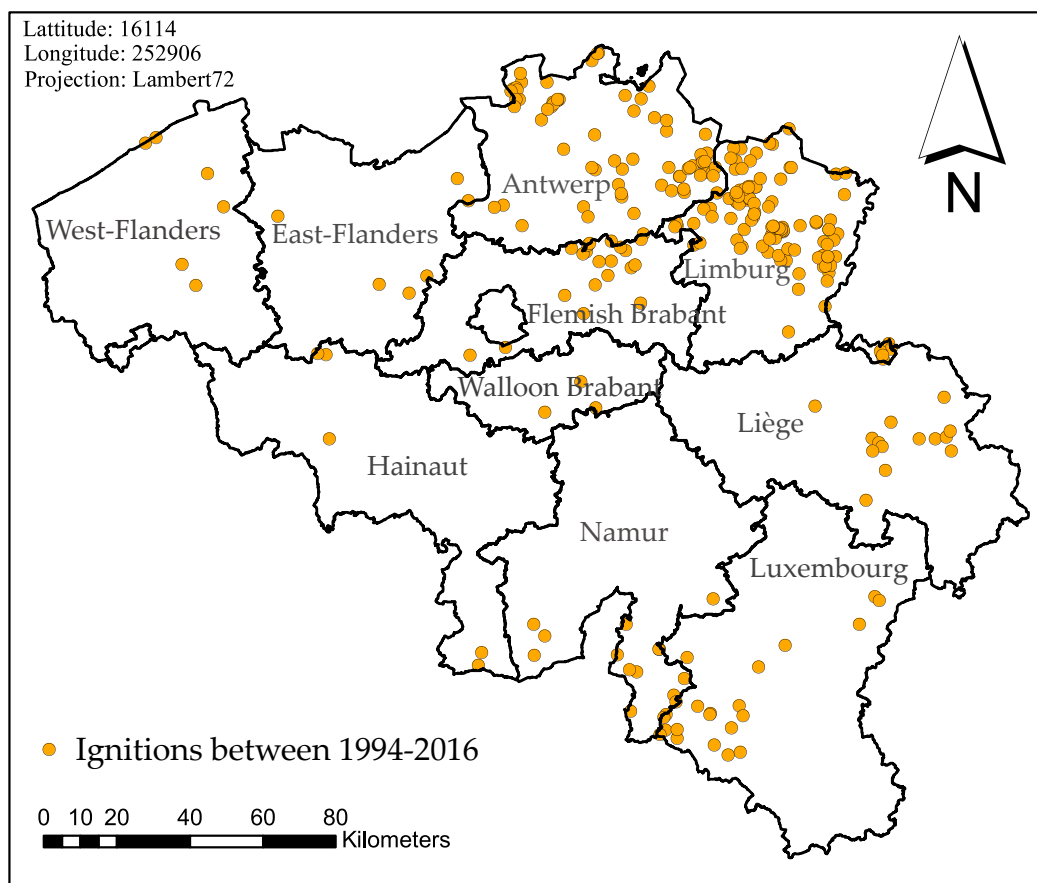 Lattitude: 16114
Longitude: 252906
Projection: Lambert72
N
Antwerp
West-Flanders
East-Flanders
Limburg
Flemish Brabant
Walloon Brabant
Liège
Hainaut
Namur
Luxembourg
Ignitions between 1994-2016
0 10 20 40 60 80
Kilometers